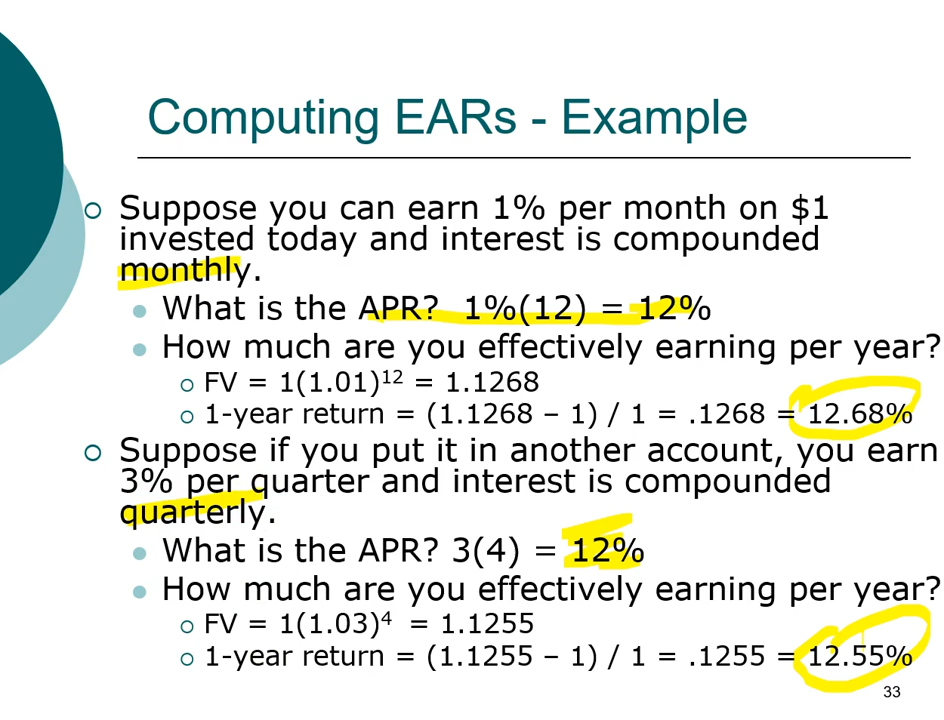 Computing EARs - Example
Suppose you can earn 1% per month on $1
invested today and interest is compounded
monthly.
What is the APR? 1%(12) = 12%
How much are you effectively earning per year?
FV = 1(1.01)¹² = 1.1268
1-year return = (1.1268 – 1) / 1 = .1268 = 12.68%
Suppose if you put it in another account, you earn
3% per quarter and interest is compounded
quarterly.
What is the APR? 3(4) = 12%
How much are you effectively earning per year?
FV = 1(1.03)⁴ = 1.1255
1-year return = (1.1255 – 1) / 1 = .1255 = 12.55%
33